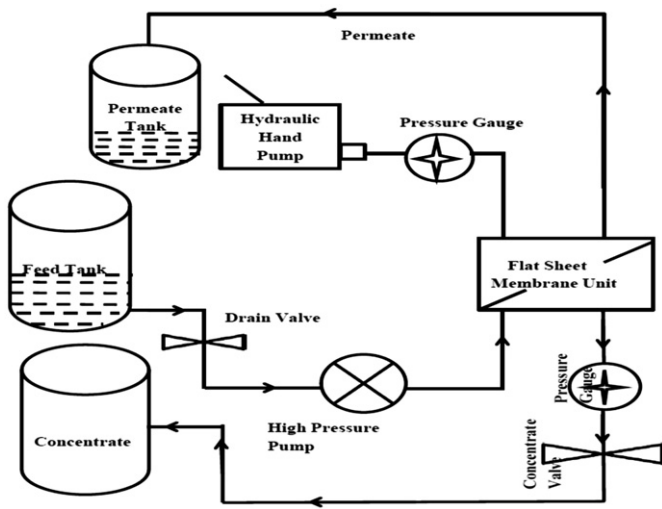 Permeate
Permeate
Tank
Hydraulic
Hand
Pump
Pressure Gauge
Feed Tank
Flat Sheet
Membrane Unit
Drain Valve
Pressure
Gauge
Concentrate
High Pressure
Pump
Concentrate
Valve